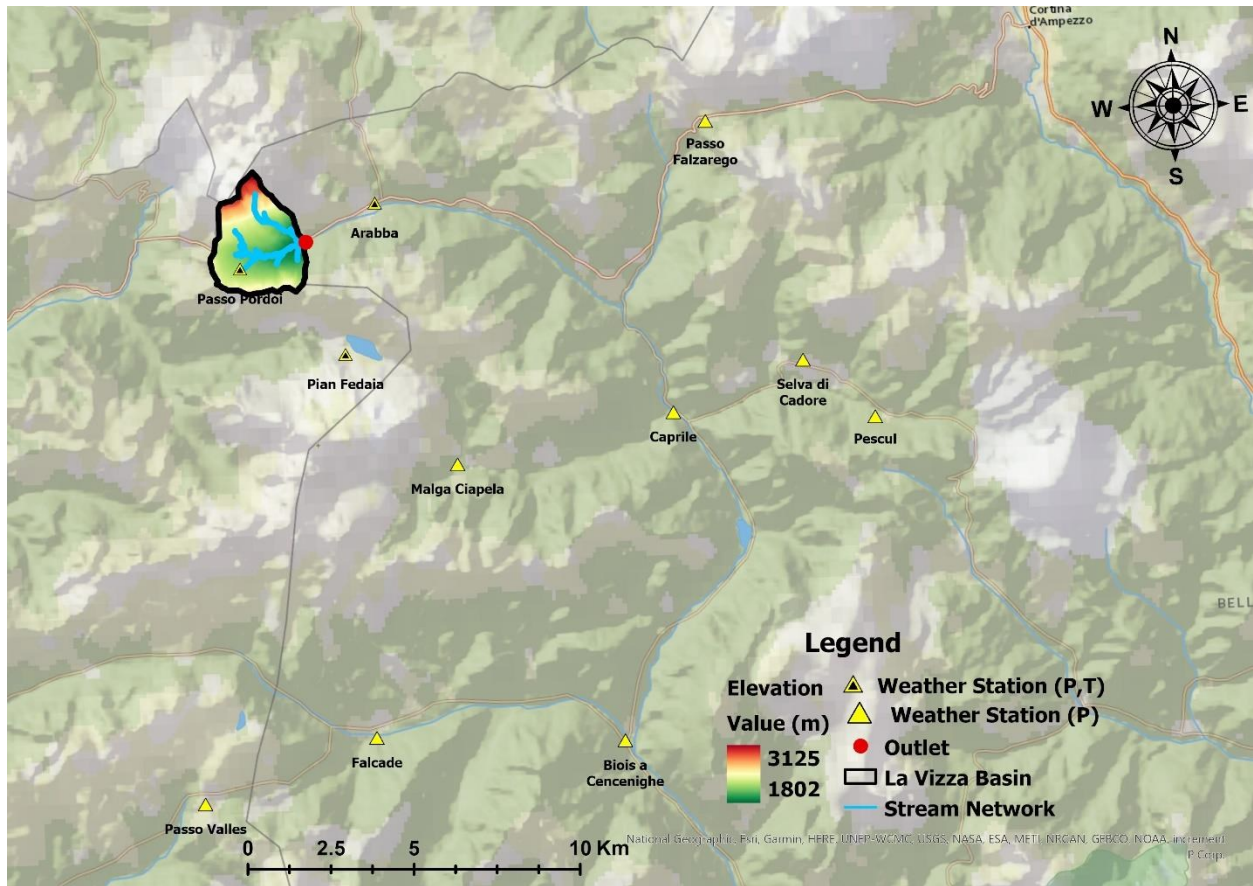 Cortina
d'Ampezzo
N
W
E
S
Passo
Falzarego
Arabba
Passo Pordoi
Pian Fedaia
Selva di
Cadore
Caprile
Pescul
Malga Ciapela
BELL
Legend
Elevation
Weather Station (P,T)
Value (m)
Weather Station (P)
3125
Outlet
1802
La Vizza Basin
Stream Network
Falcade
Biois a
Cencenighe
Passo Valles
National Geographic, Esri, Garmin, HERE, UNEP-WCMC, USGS, NASA, ESA, METI, NRCAN, GEBCO, NOAA, increment
P Corp.
0
2.5
5
10 Km